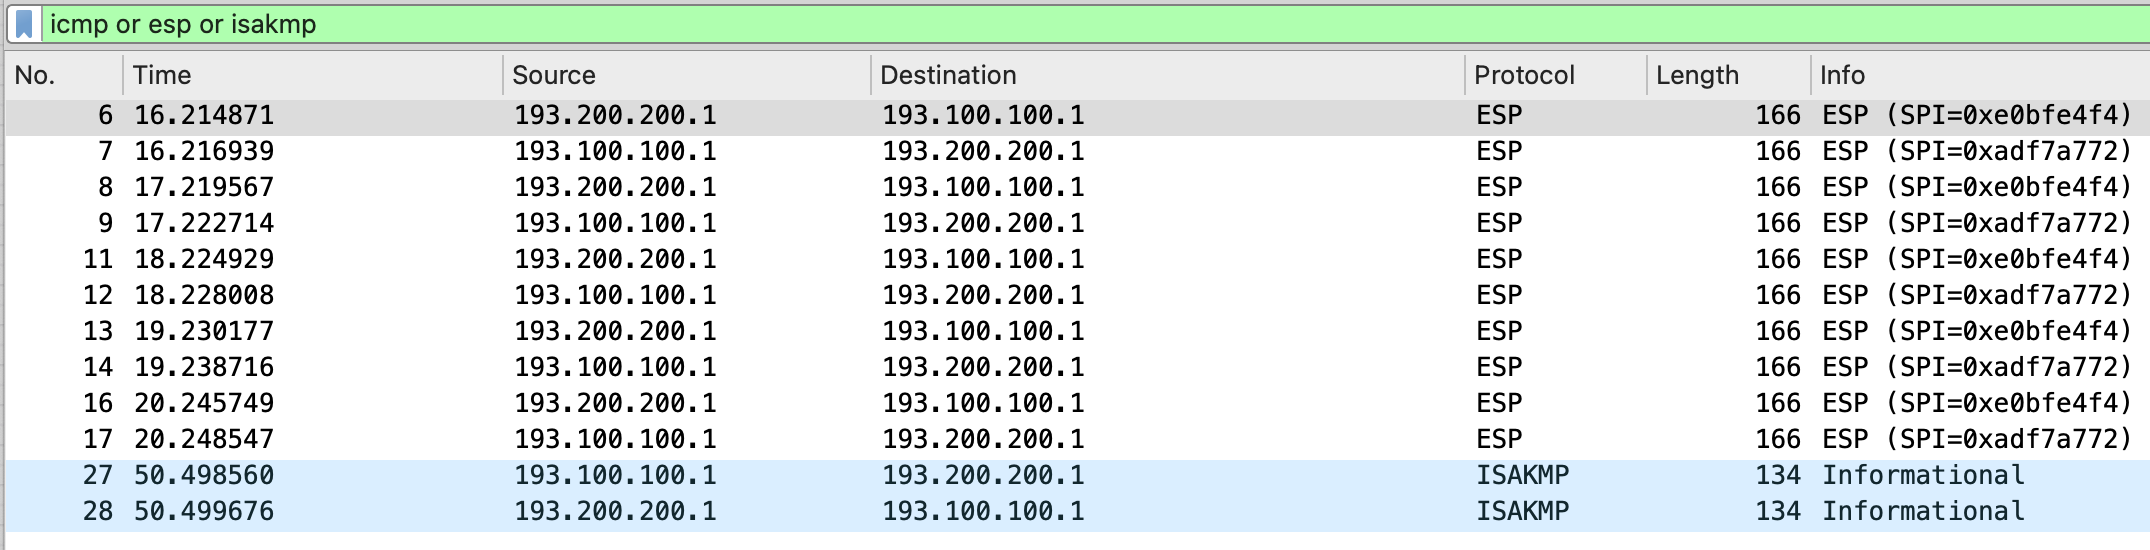 icmp or esp or isakmp
No. Time Source Destination Protocol Length Info
6 16.214871 193.200.200.1 193.100.100.1 ESP 166 ESP (SPI=0xe0bfe4f4)
7 16.216939 193.100.100.1 193.200.200.1 ESP 166 ESP (SPI=0xadf7a772)
8 17.219567 193.200.200.1 193.100.100.1 ESP 166 ESP (SPI=0xe0bfe4f4)
9 17.222714 193.100.100.1 193.200.200.1 ESP 166 ESP (SPI=0xadf7a772)
11 18.224929 193.200.200.1 193.100.100.1 ESP 166 ESP (SPI=0xe0bfe4f4)
12 18.228008 193.100.100.1 193.200.200.1 ESP 166 ESP (SPI=0xadf7a772)
13 19.230177 193.200.200.1 193.100.100.1 ESP 166 ESP (SPI=0xe0bfe4f4)
14 19.238716 193.100.100.1 193.200.200.1 ESP 166 ESP (SPI=0xadf7a772)
16 20.245749 193.200.200.1 193.100.100.1 ESP 166 ESP (SPI=0xe0bfe4f4)
17 20.248547 193.100.100.1 193.200.200.1 ESP 166 ESP (SPI=0xadf7a772)
27 50.498560 193.100.100.1 193.200.200.1 ISAKMP 134 Informational
28 50.499676 193.200.200.1 193.100.100.1 ISAKMP 134 Informational